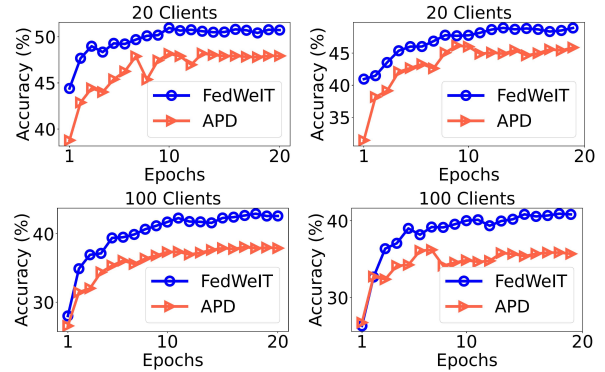 20 Clients
Accuracy (%)
50
45
40
FedWeIT
APD
1
10
20
Epochs
20 Clients
Accuracy (%)
45
40
35
FedWeIT
APD
1
10
20
Epochs
100 Clients
Accuracy (%)
40
30
FedWeIT
APD
1
10
20
Epochs
100 Clients
Accuracy (%)
40
30
FedWeIT
APD
1
10
20
Epochs